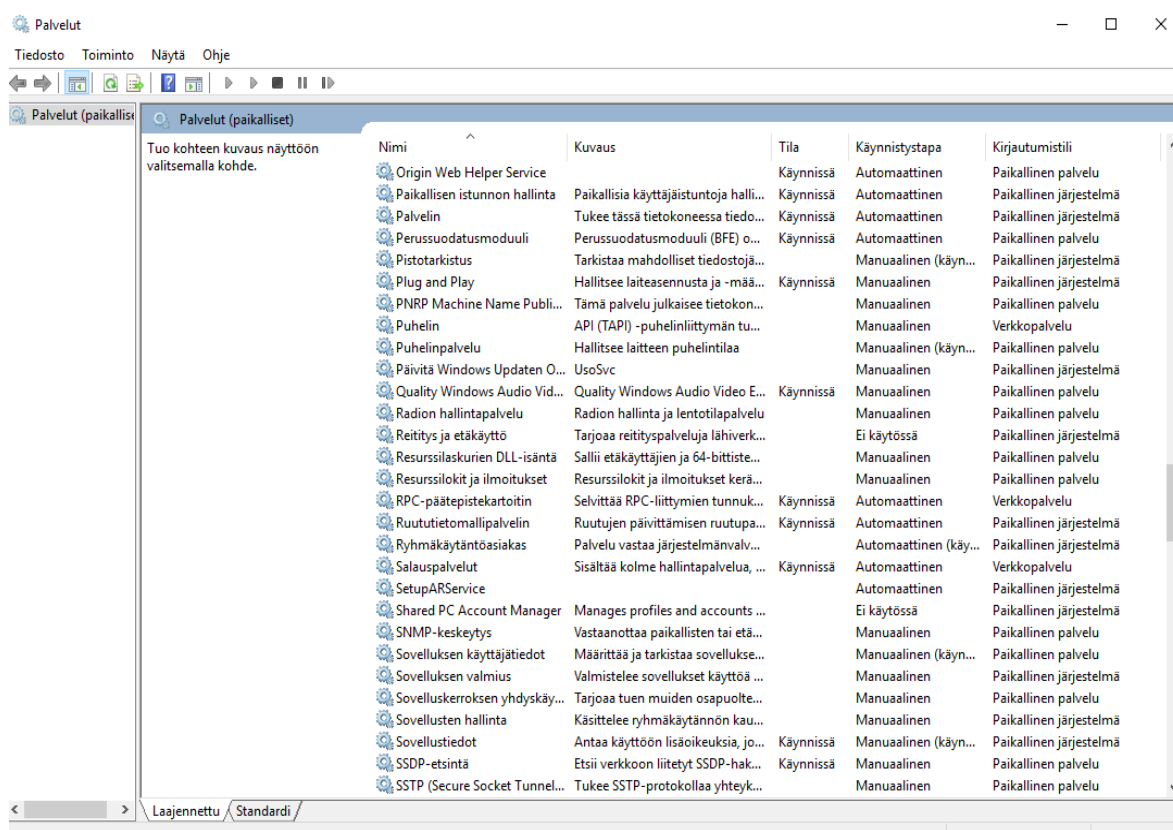 Palvelut
Tiedosto Toiminto Näytä Ohje
Palvelut (paikallise
Palvelut (paikalliset)
Tuo kohteen kuvaus näyttöön
valitsemalla kohde.
Nimi Kuvaus Tila Käynnistystapa Kirjautumistili
Origin Web Helper Service Käynnissä Automaattinen Paikallinen palvelu
Paikallisen istunnon hallinta Paikallisia käyttäjäistuntoja halli... Käynnissä Automaattinen Paikallinen järjestelmä
Palvelin Tukee tässä tietokoneessa tiedo... Käynnissä Automaattinen Paikallinen järjestelmä
Perussuodatusmoduuli Perussuodatusmoduuli (BFE) o... Käynnissä Automaattinen Paikallinen palvelu
Pistotarkistus Tarkistaa mahdolliset tiedostojä... Manuaalinen (käyn... Paikallinen järjestelmä
Plug and Play Hallitsee laiteasennusta ja -mää... Käynnissä Manuaalinen Paikallinen järjestelmä
PNRP Machine Name Publi... Tämä palvelu julkaisee tietokon... Manuaalinen Paikallinen palvelu
Puhelin API (TAPI) -puhelinliittymän tu... Manuaalinen Verkkopalvelu
Puhelinpalvelu Hallitsee laitteen puhelintilaa Manuaalinen (käyn... Paikallinen palvelu
Päivitä Windows Updaten O... UsoSvc Manuaalinen Paikallinen järjestelmä
Quality Windows Audio Vid... Quality Windows Audio Video E... Käynnissä Manuaalinen Paikallinen palvelu
Radion hallintapalvelu Radion hallinta ja lentotilapalvelu Manuaalinen Paikallinen palvelu
Reititys ja etäkäyttö Tarjoaa reitityspalveluja lähiverk... Ei käytössä Paikallinen järjestelmä
Resurssilaskurien DLL-isäntä Sallii etäkäyttäjien ja 64-bittiste... Manuaalinen Paikallinen palvelu
Resurssilokit ja ilmoitukset Resurssilokit ja ilmoitukset kerä... Manuaalinen Paikallinen palvelu
RPC-päätepistekartoitin Selvittää RPC-liittymien tunnuk... Käynnissä Automaattinen Verkkopalvelu
Ruututietomallipalvelin Ruutujen päivittämisen ruutupa... Käynnissä Automaattinen Paikallinen järjestelmä
Ryhmäkäytäntöasiakas Palvelu vastaa järjestelmänvalv... Automaattinen (käy... Paikallinen järjestelmä
Salauspalvelut Sisältää kolme hallintapalvelua, ... Käynnissä Automaattinen Verkkopalvelu
SetupARService Automaattinen Paikallinen järjestelmä
Shared PC Account Manager Manages profiles and accounts ... Ei käytössä Paikallinen järjestelmä
SNMP-keskeytys Vastaanottaa paikallisten tai etä... Manuaalinen Paikallinen palvelu
Sovelluksen käyttäjätiedot Määrittää ja tarkistaa sovellukse... Manuaalinen (käyn... Paikallinen palvelu
Sovelluksen valmius Valmistelee sovellukset käyttöä ... Manuaalinen Paikallinen järjestelmä
Sovelluskerroksen yhdyskäy... Tarjoaa tuen muiden osapuolte... Manuaalinen Paikallinen palvelu
Sovellusten hallinta Käsittelee ryhmäkäytännön kau... Manuaalinen Paikallinen järjestelmä
Sovellustiedot Antaa käyttöön lisäoikeuksia, jo... Käynnissä Manuaalinen (käyn... Paikallinen järjestelmä
SSDP-etsintä Etsii verkkoon liitetyt SSDP-hak... Käynnissä Manuaalinen Paikallinen palvelu
SSTP (Secure Socket Tunnel... Tukee SSTP-protokollaa yhteyk... Manuaalinen Paikallinen palvelu
Laajennettu Standardi